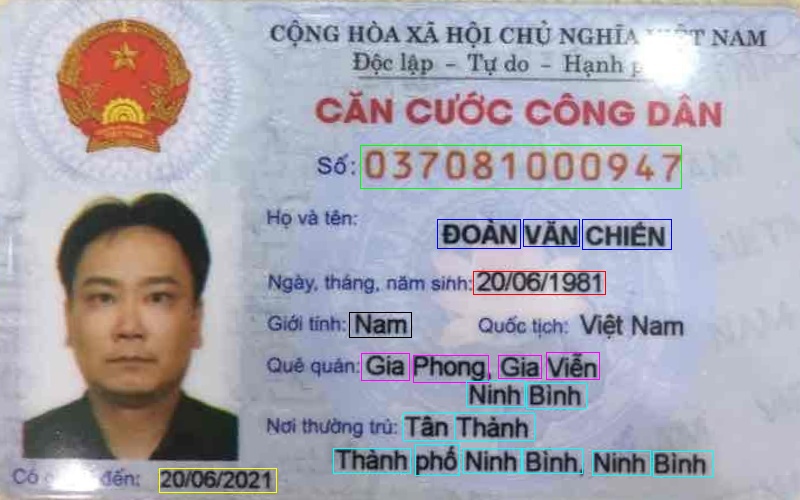 CỘNG HÒA XÃ HỘI CHỦ NGHĨA NAM
Độc lập - Tự do - Hạnh
CĂN CƯỚC CÔNG DÂN
Số: 037081000947
Họ và tên:
ĐOÀN VĂN CHIẾN
Ngày, tháng, năm sinh: 20/06/1981
Giới tính: Nam Quốc tịch: Việt Nam
Quê quán: Gia Phong, Gia Viễn
Ninh Bình
Nơi thường trú: Tân Thành
Thành phố Ninh Bình, Ninh Bình
Có đến: 20/06/2021